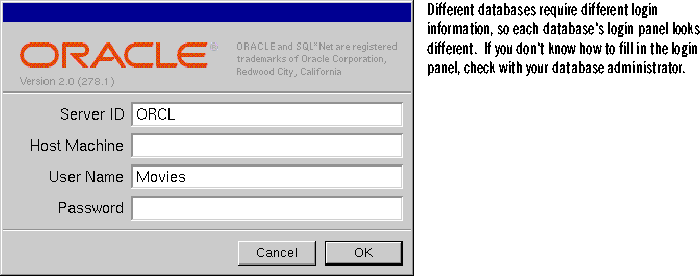 ORACLE®
ORACLE and SQL*Net are registered
trademarks of Oracle Corporation,
Redwood City, California
Version 2.0 (278.1)
Server ID ORCL
Host Machine
User Name Movies
Password
Cancel OK
Different databases require different login
information, so each database's login panel looks
different. If you don't know how to fill in the login
panel, check with your database administrator.